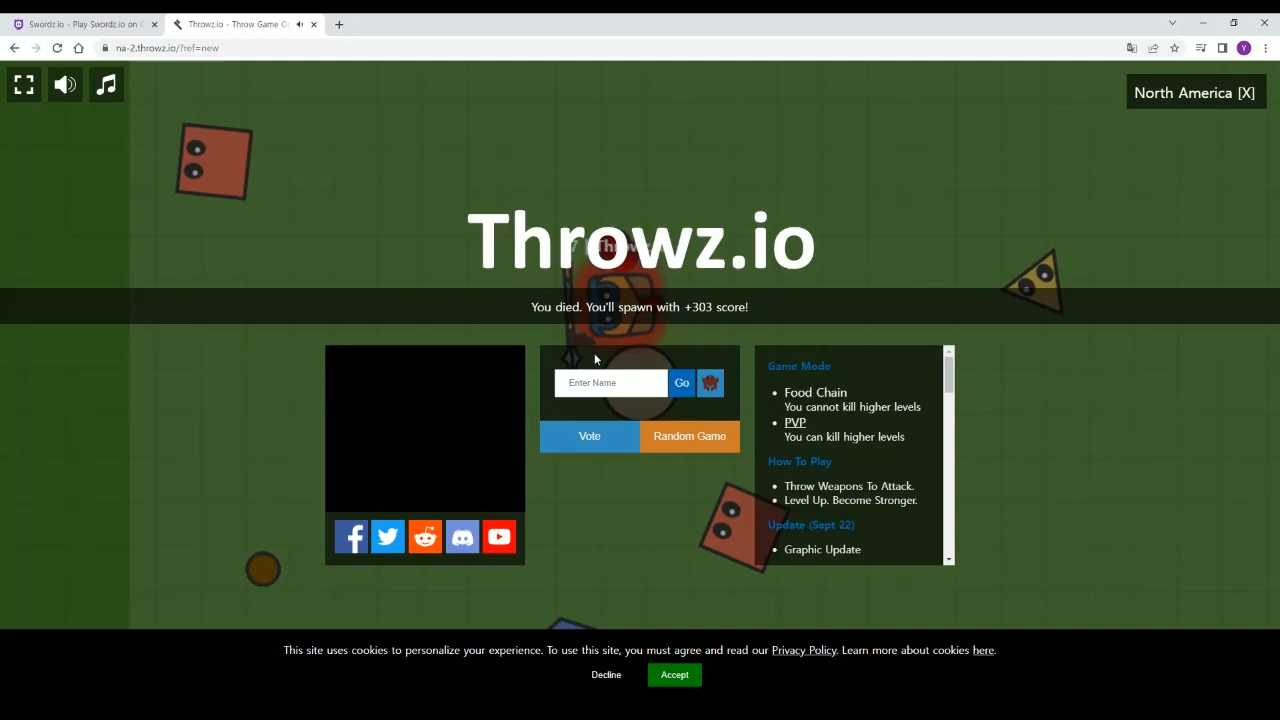 Swordz.io - Play Swordz.io on C
Throwz.io - Throw Game O
na-2.throwz.io/?ref=new
Y
North America [X]
Throwz.io
You died. You'll spawn with +303 score!
Enter Name
Go
Vote
Random Game
Game Mode
Food Chain
You cannot kill higher levels
PVP
You can kill higher levels
How To Play
Throw Weapons To Attack.
Level Up. Become Stronger.
Update (Sept 22)
Graphic Update
This site uses cookies to personalize your experience. To use this site, you must agree and read our Privacy Policy. Learn more about cookies here.
Decline
Accept